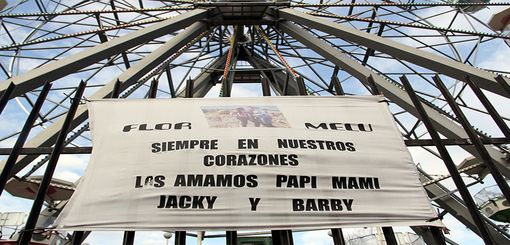 FLOR MECU
SIEMPRE EN NUESTROS
CORAZONES
LOS AMAMOS PAPI MAMI
JACKY Y BARBY